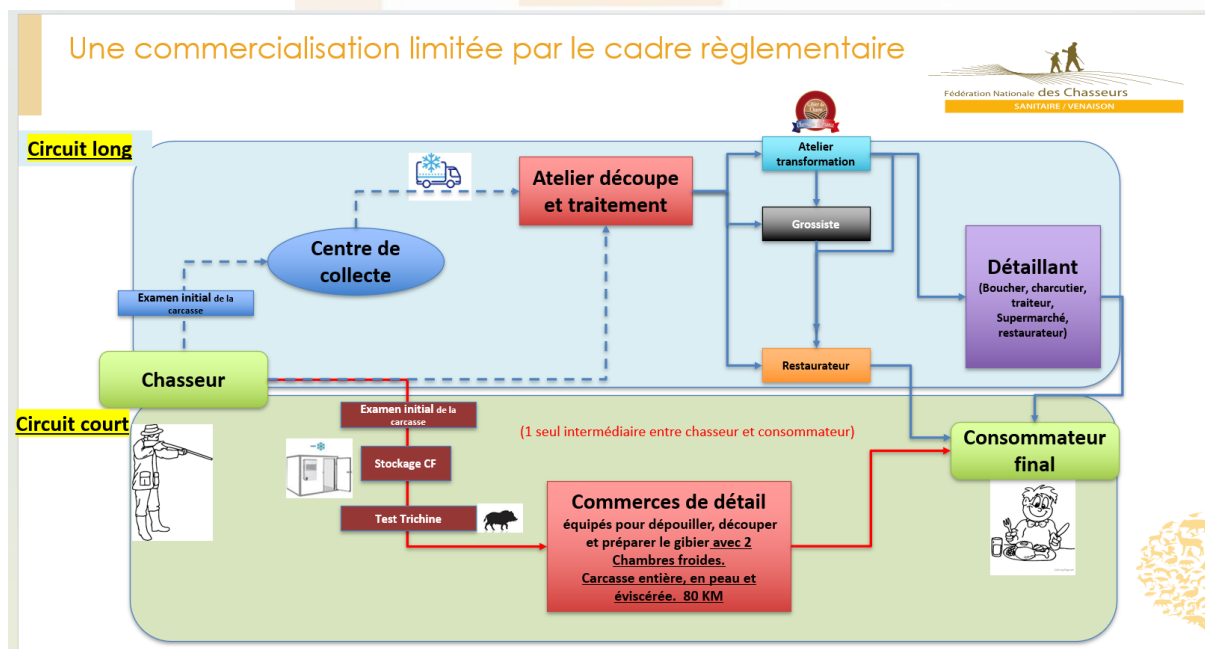 Une commercialisation limitée par le cadre règlementaire
Fédération Nationale des Chasseurs
SANITAIRE / VENAISON
Circuit long
Atelier
transformation
Atelier découpe
et traitement
Grossiste
Centre de
collecte
Détaillant
(Boucher, charcutier,
traiteur,
Supermarché,
restaurateur)
Examen initial de la
carcasse
Chasseur
Restaurateur
Circuit court
Examen initial de la
carcasse
(1 seul intermédiaire entre chasseur et consommateur)
Consommateur
final
Stockage CF
Test Trichine
Commerces de détail
équipés pour dépouiller, découper
et préparer le gibier avec 2
Chambres froides.
Carcasse entière, en peau et
éviscérée. 80 KM